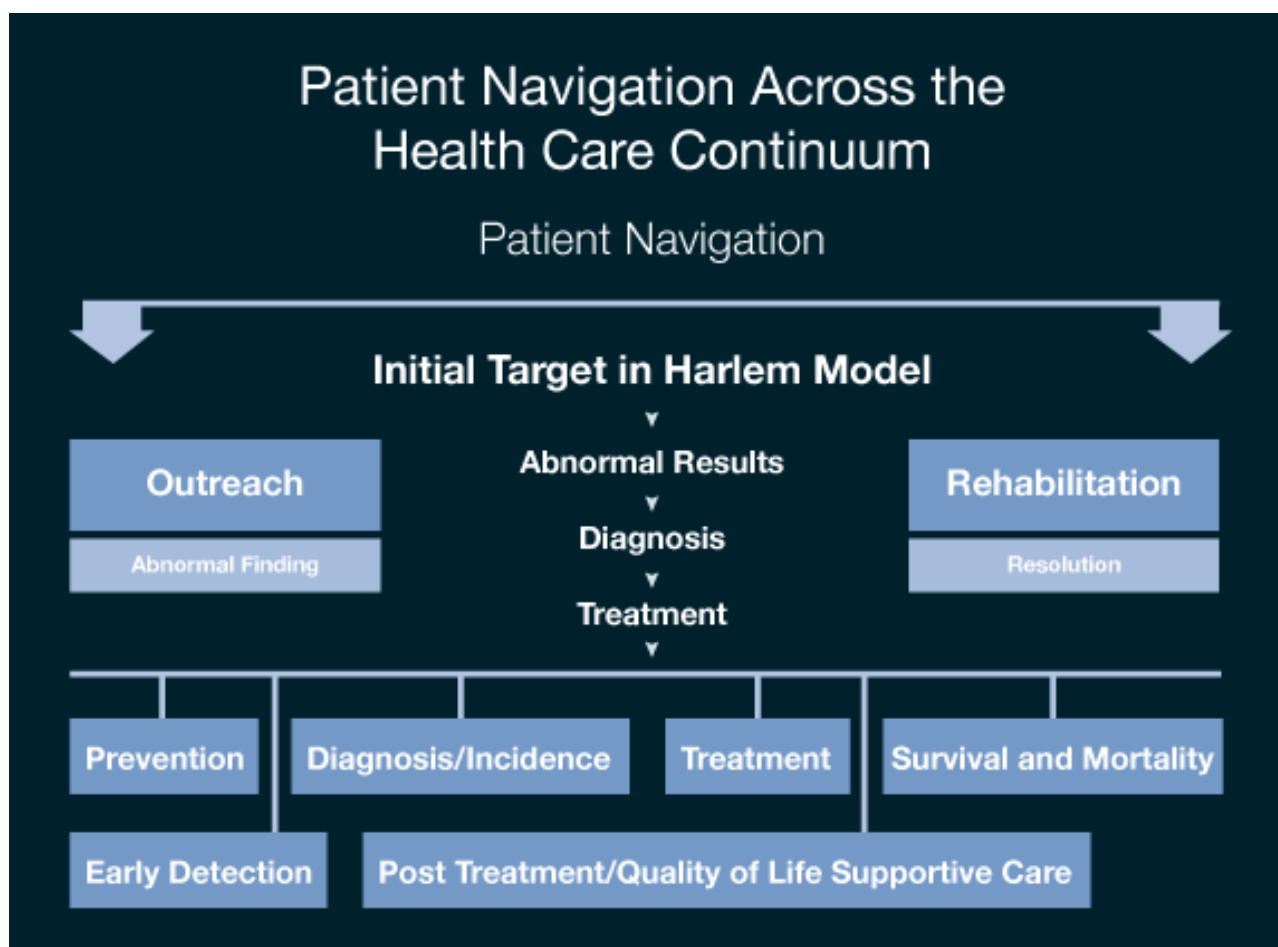 Patient Navigation Across the
Health Care Continuum
Patient Navigation
Initial Target in Harlem Model
Abnormal Results
Outreach
Rehabilitation
Diagnosis
Abnormal Finding
Resolution
Treatment
Prevention
Diagnosis/Incidence
Treatment
Survival and Mortality
Early Detection
Post Treatment/Quality of Life Supportive Care